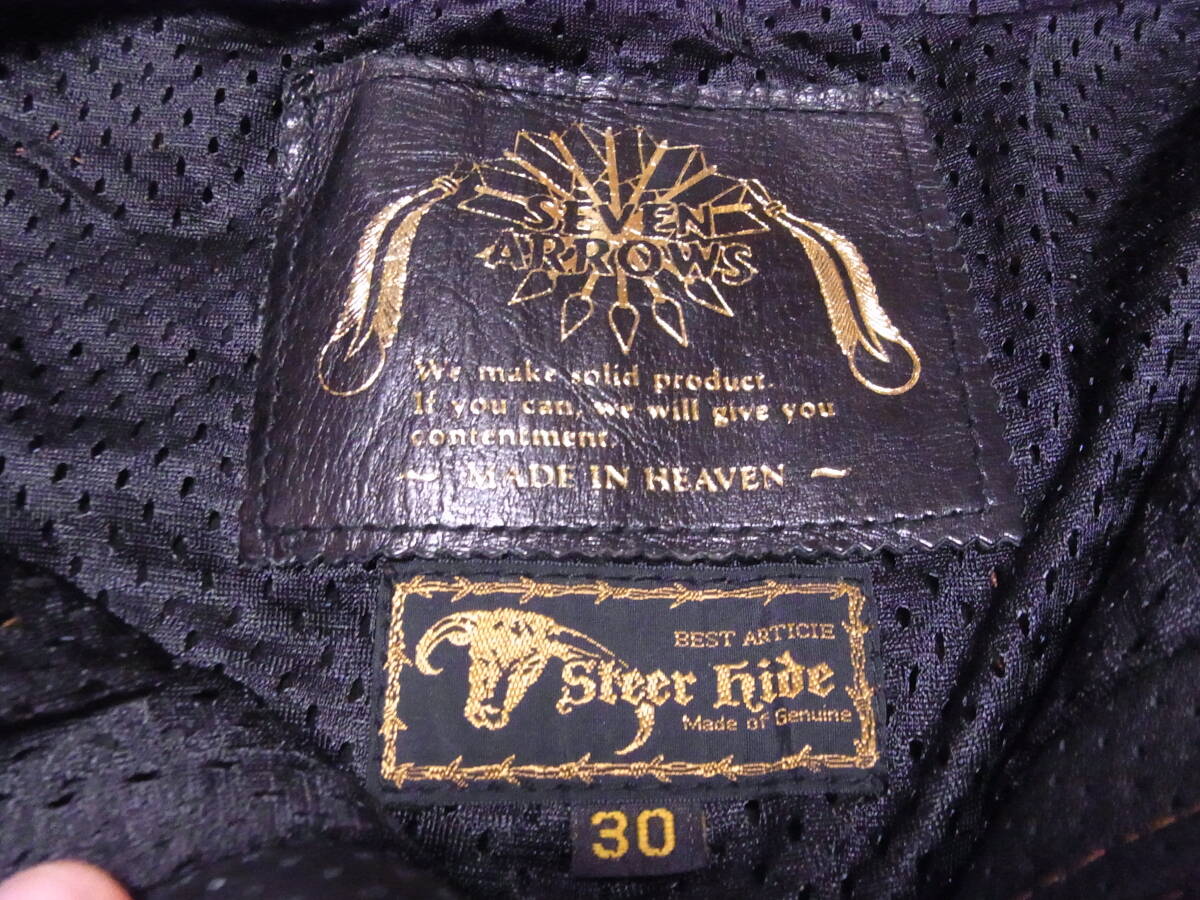 SEVEN
ARROWS
We make solid product.
If you can, we will give you
contentment.
~ MADE IN HEAVEN ~
BEST ARTICIE
Steer Hide
Made of Genuine
30